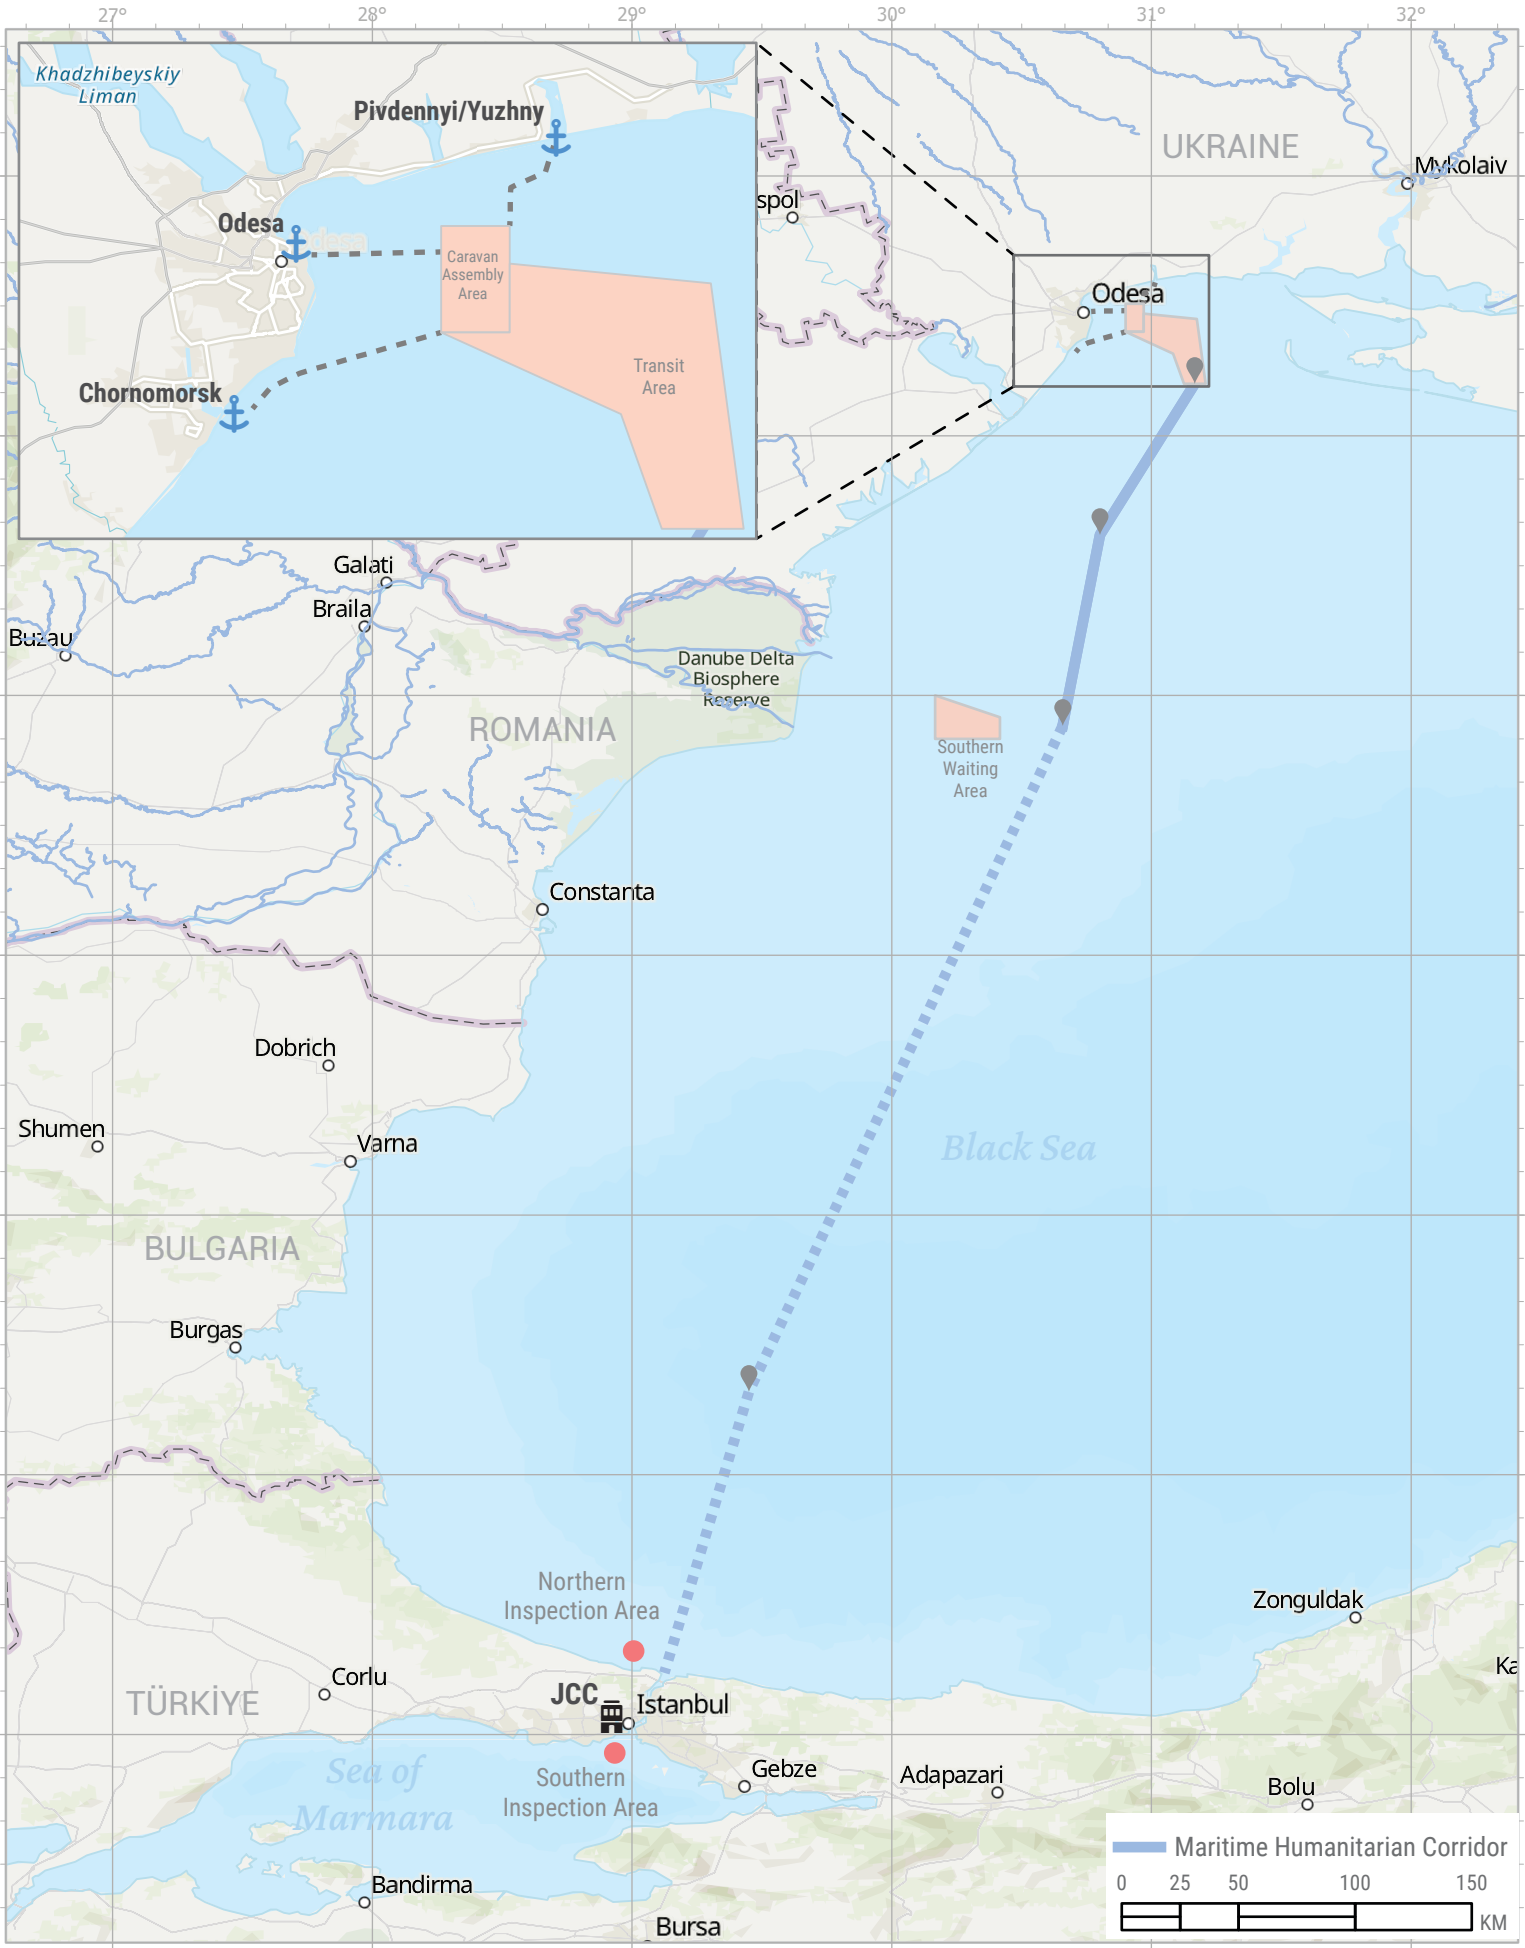 27°
28°
29°
30°
31°
32°
Khadzhibeyskiy
Liman
Pivdennyi/Yuzhny
Odesa
Odesa
Caravan
Assembly
Area
Transit
Area
Chornomorsk
spol
UKRAINE
Mykolaiv
Odesa
Galati
Braila
Buzau
Danube Delta
Biosphere
Reserve
ROMANIA
Southern
Waiting
Area
Constanta
Dobrich
Shumen
Varna
Black Sea
BULGARIA
Burgas
Northern
Inspection Area
Zonguldak
Ka
Corlu
JCC
Istanbul
TÜRKİYE
Sea of
Marmara
Southern
Inspection Area
Gebze
Adapazari
Bolu
Bandirma
Bursa
Maritime Humanitarian Corridor
0 25 50 100 150
KM